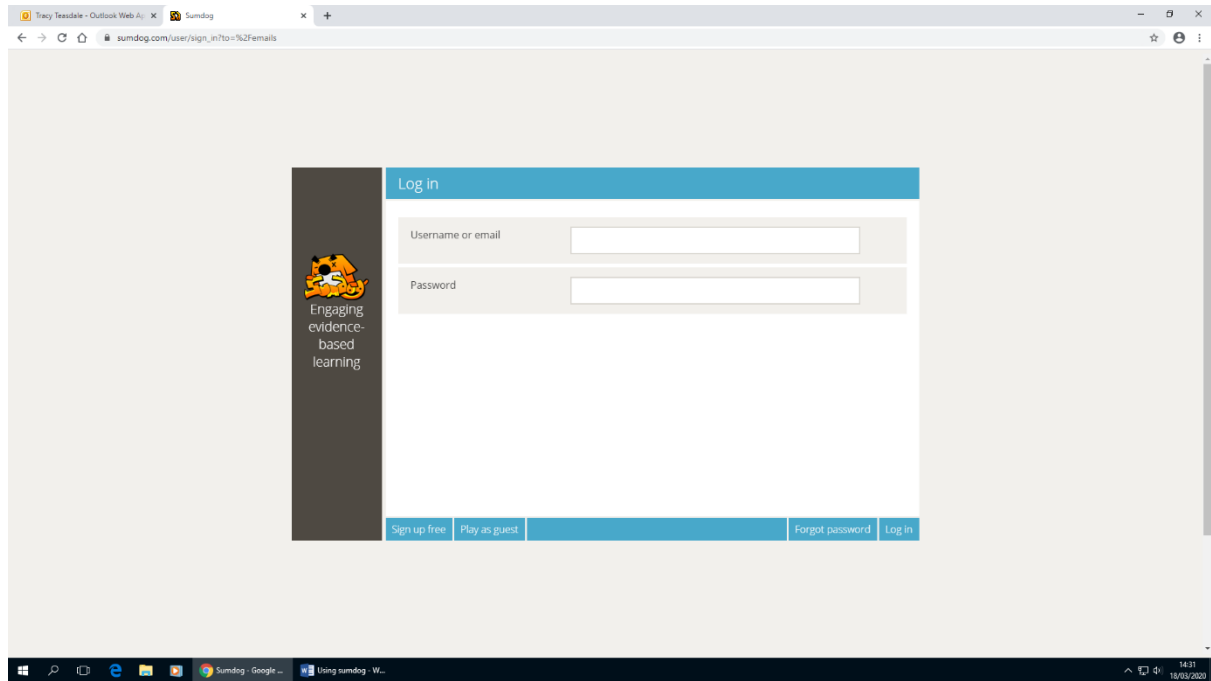 Tracy Teasdale - Outlook Web Ap
Sumdog
sumdog.com/user/sign_in?to=%2Femails
Log in
Username or email
Password
Engaging
evidence-
based
learning
Sign up free
Play as guest
Forgot password
Log in
Sumdog - Google ...
Using sumdog - W...
14:31
18/03/2020